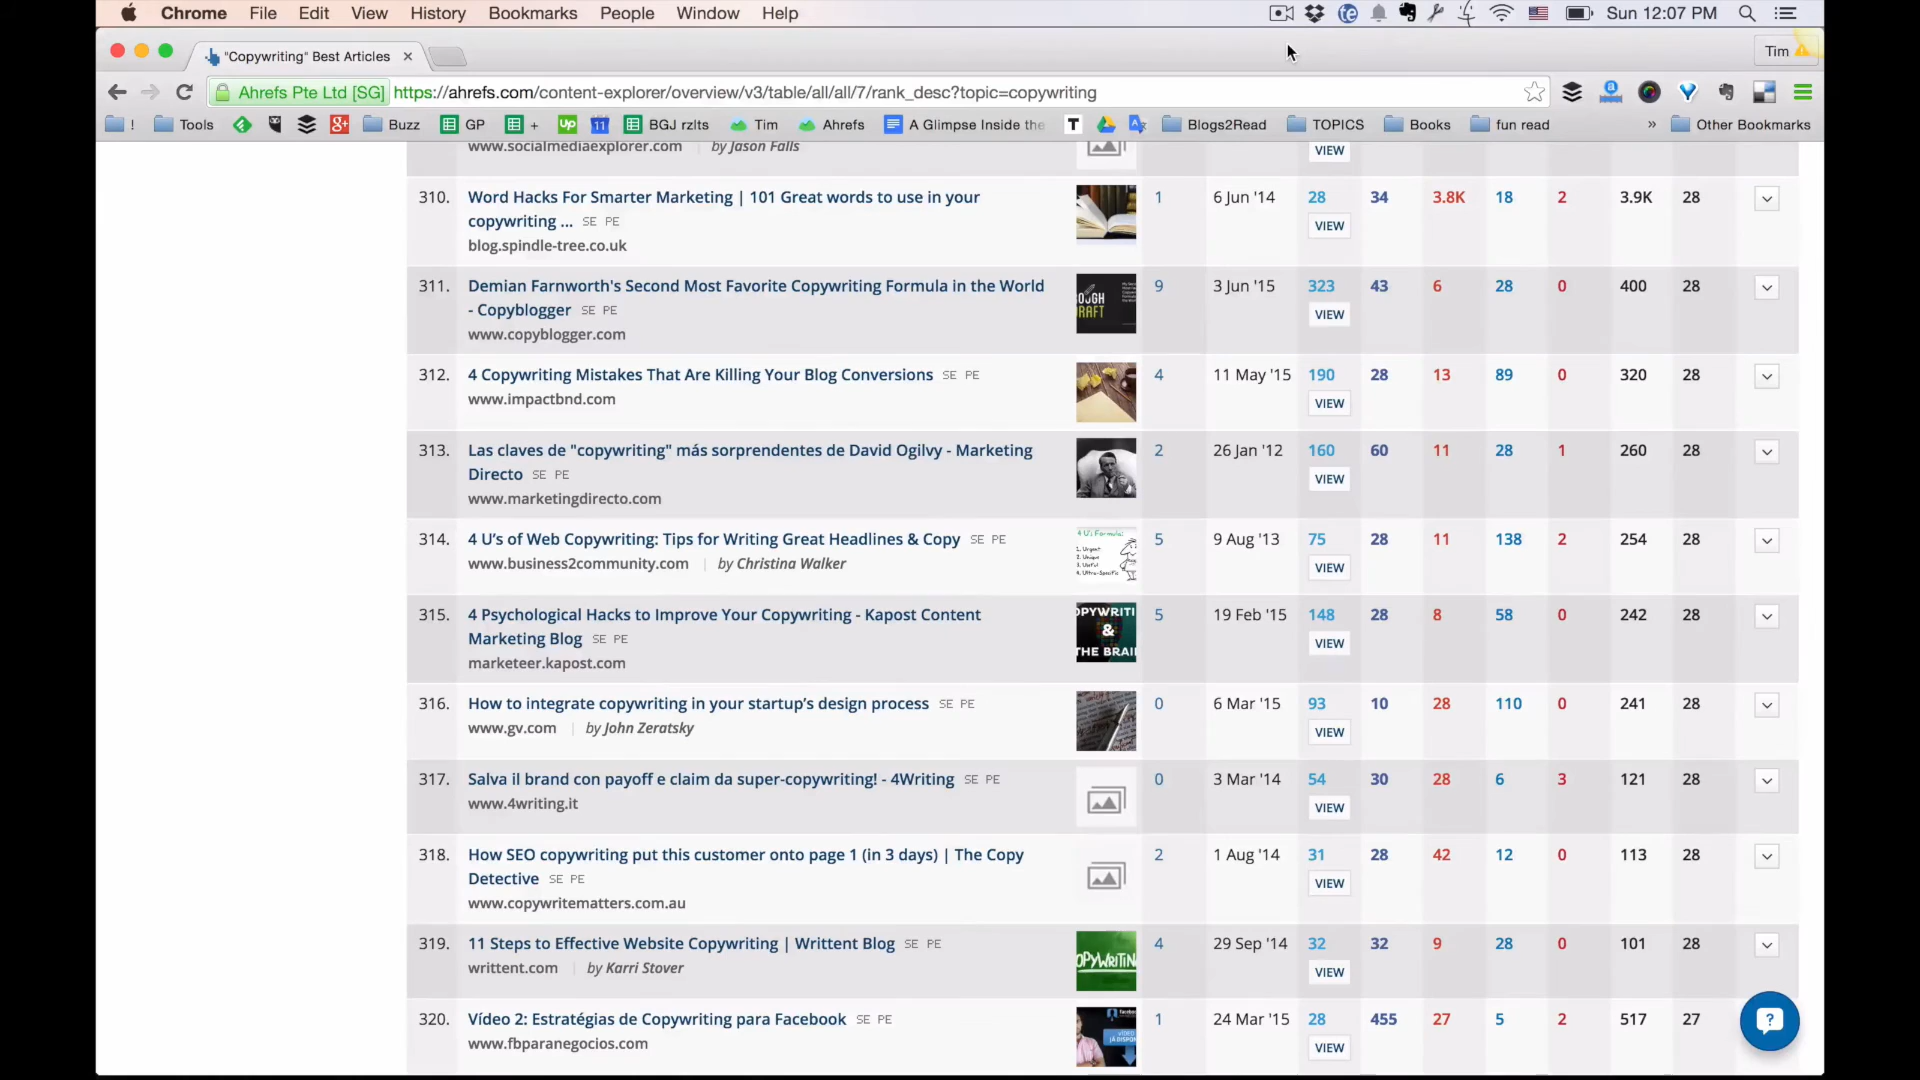 Chrome File Edit View History Bookmarks People Window Help Sun 12:07 PM
"Copywriting" Best Articles Tim
Ahrefs Pte Ltd [SG] https://ahrefs.com/content-explorer/overview/v3/table/all/all/7/rank_desc?topic=copywriting
! Tools Buzz GP + BGJ rzlts Tim Ahrefs A Glimpse Inside the Blogs2Read TOPICS Books fun read » Other Bookmarks
www.socialmediaexplorer.com | by Jason Falls VIEW
310. Word Hacks For Smarter Marketing | 101 Great words to use in your 1 6 Jun '14 28 34 3.8K 18 2 3.9K 28
copywriting ... SE PE VIEW
blog.spindle-tree.co.uk
311. Demian Farnworth's Second Most Favorite Copywriting Formula in the World 9 3 Jun '15 323 43 6 28 0 400 28
- Copyblogger SE PE VIEW
www.copyblogger.com
312. 4 Copywriting Mistakes That Are Killing Your Blog Conversions SE PE 4 11 May '15 190 28 13 89 0 320 28
www.impactbnd.com VIEW
313. Las claves de "copywriting" más sorprendentes de David Ogilvy - Marketing 2 26 Jan '12 160 60 11 28 1 260 28
Directo SE PE VIEW
www.marketingdirecto.com
314. 4 U's of Web Copywriting: Tips for Writing Great Headlines & Copy SE PE 5 9 Aug '13 75 28 11 138 2 254 28
www.business2community.com | by Christina Walker VIEW
315. 4 Psychological Hacks to Improve Your Copywriting - Kapost Content 5 19 Feb '15 148 28 8 58 0 242 28
Marketing Blog SE PE VIEW
marketeer.kapost.com
316. How to integrate copywriting in your startup's design process SE PE 0 6 Mar '15 93 10 28 110 0 241 28
www.gv.com | by John Zeratsky VIEW
317. Salva il brand con payoff e claim da super-copywriting! - 4Writing SE PE 0 3 Mar '14 54 30 28 6 3 121 28
www.4writing.it VIEW
318. How SEO copywriting put this customer onto page 1 (in 3 days) | The Copy 2 1 Aug '14 31 28 42 12 0 113 28
Detective SE PE VIEW
www.copywritematters.com.au
319. 11 Steps to Effective Website Copywriting | Writtent Blog SE PE 4 29 Sep '14 32 32 9 28 0 101 28
writtent.com | by Karri Stover VIEW
320. Vídeo 2: Estratégias de Copywriting para Facebook SE PE 1 24 Mar '15 28 455 27 5 2 517 27
www.fbparanegocios.com VIEW